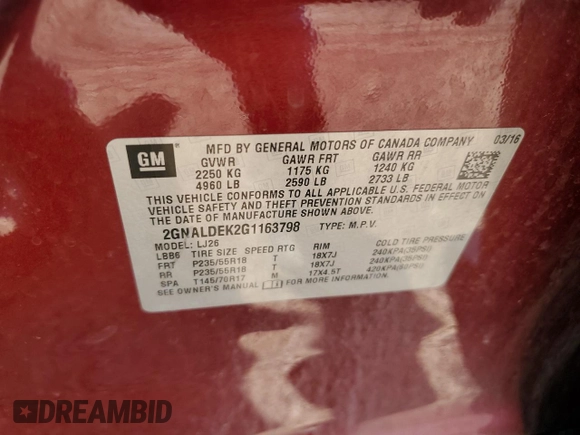 GM
MFD BY GENERAL MOTORS OF CANADA COMPANY 03/16
GVWR GAWR FRT GAWR RR
2250 KG 1175 KG 1240 KG
4960 LB 2590 LB 2733 LB
THIS VEHICLE CONFORMS TO ALL APPLICABLE U.S. FEDERAL MOTOR
VEHICLE SAFETY AND THEFT PREVENTION STANDARDS IN EFFECT ON
THE DATE OF MANUFACTURE SHOWN ABOVE.
2GNALDEK2G1163798 TYPE: M.P.V.
MODEL: LJ26
LBB6 TIRE SIZE SPEED RTG RIM COLD TIRE PRESSURE
FRT P235/55R18 T 18X7J 240KPA(35PSI)
RR P235/55R18 T 18X7J 240KPA(35PSI)
SPA T145/70R17 M 17X4.5T 420KPA(60PSI)
SEE OWNER'S MANUAL FOR MORE INFORMATION.
DREAMBID